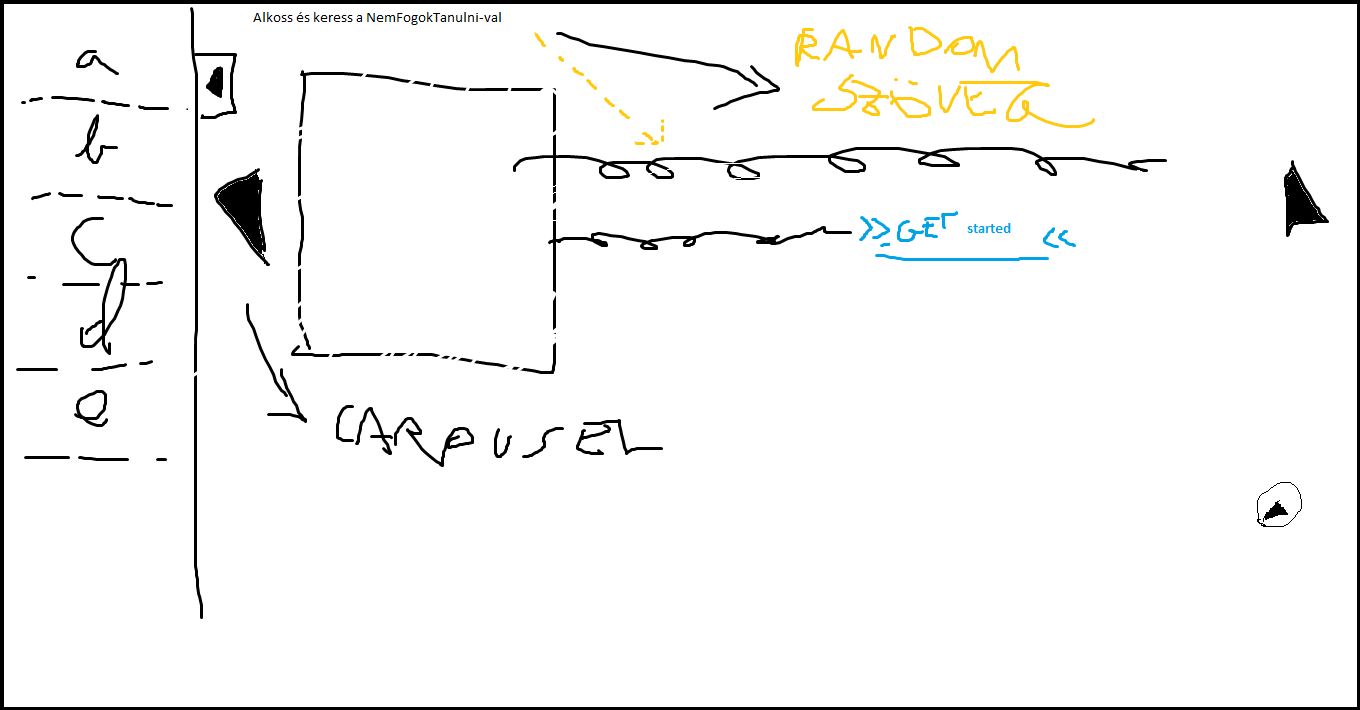 Alkoss és keress a NemFogokTanulni-val
a
b
c
d
e
RANDOM
SZÖVEG
>>GET started <<
CAROUSEL